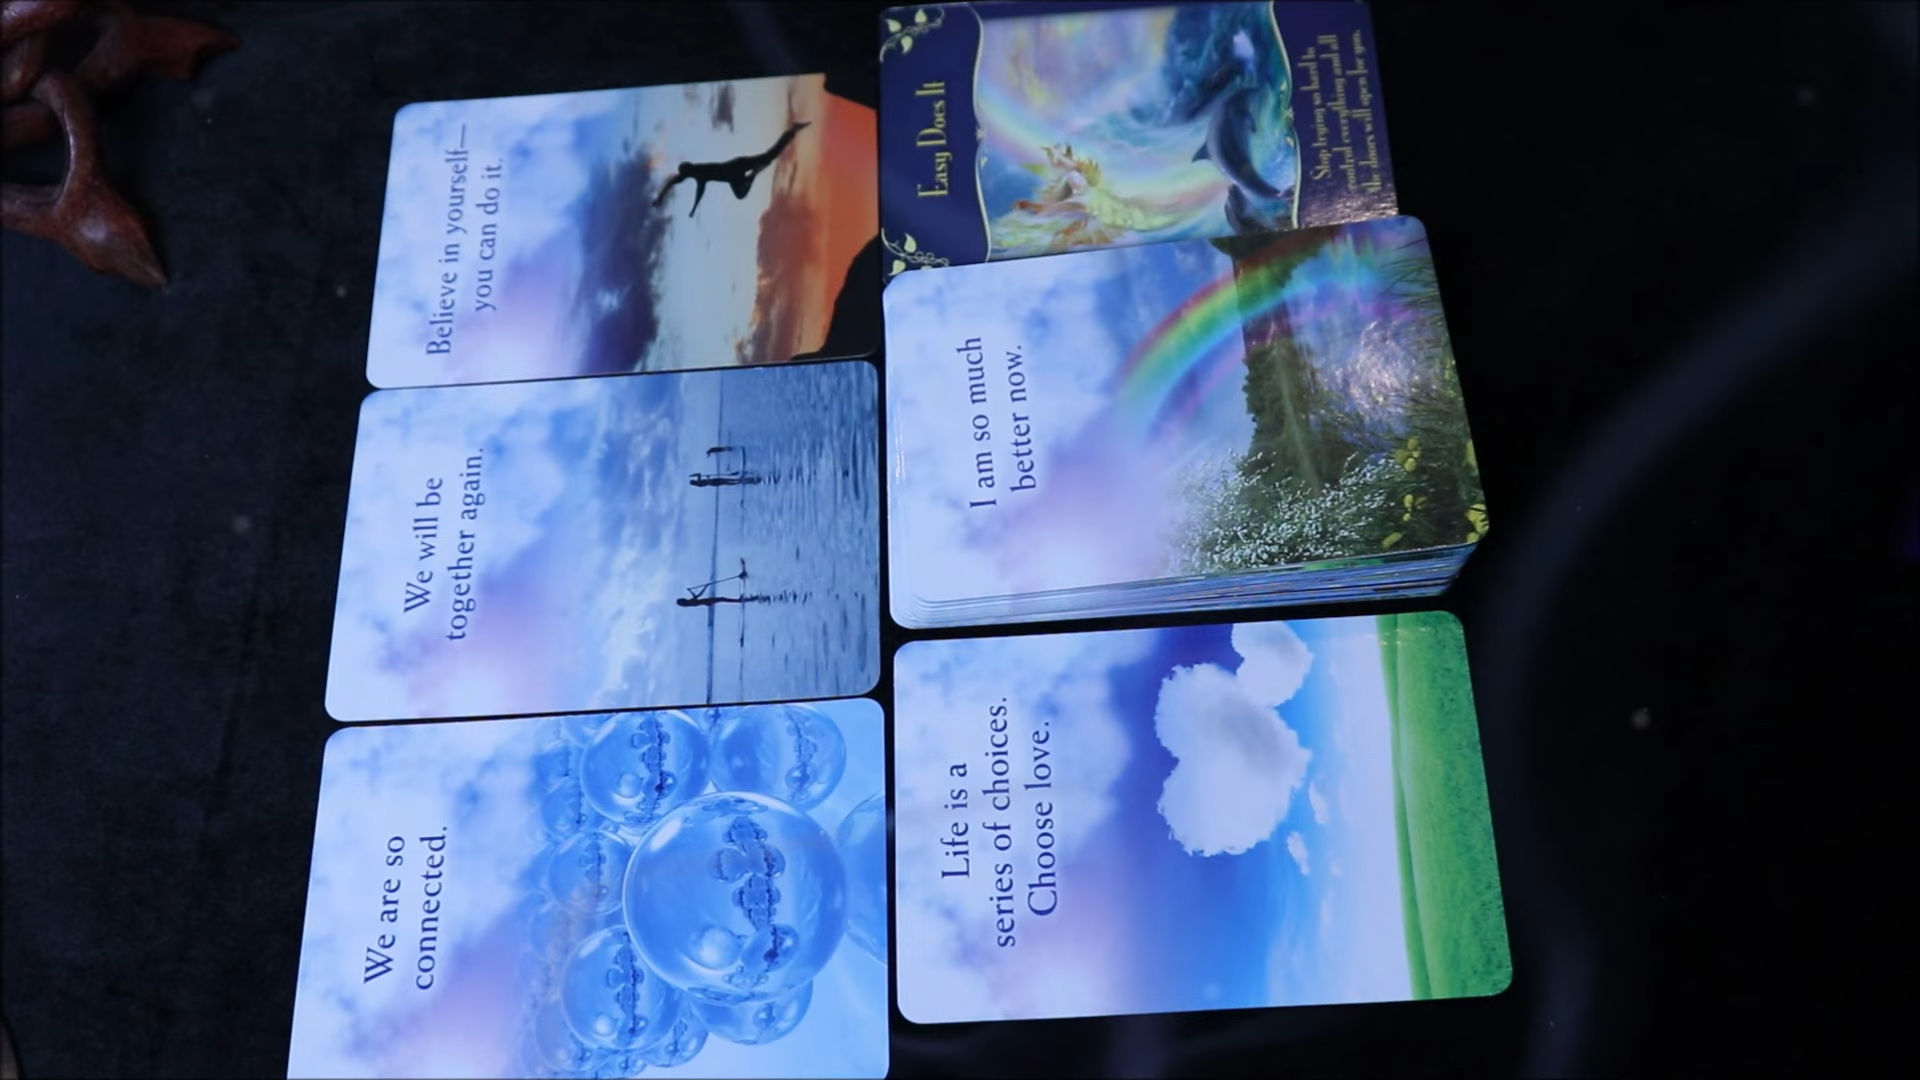 Believe in yourself—
you can do it.
We will be
together again.
We are so
connected.
Easy Does It
Stop trying so hard to
control everything and all
the doors will open for you.
I am so much
better now.
Life is a
series of choices.
Choose love.